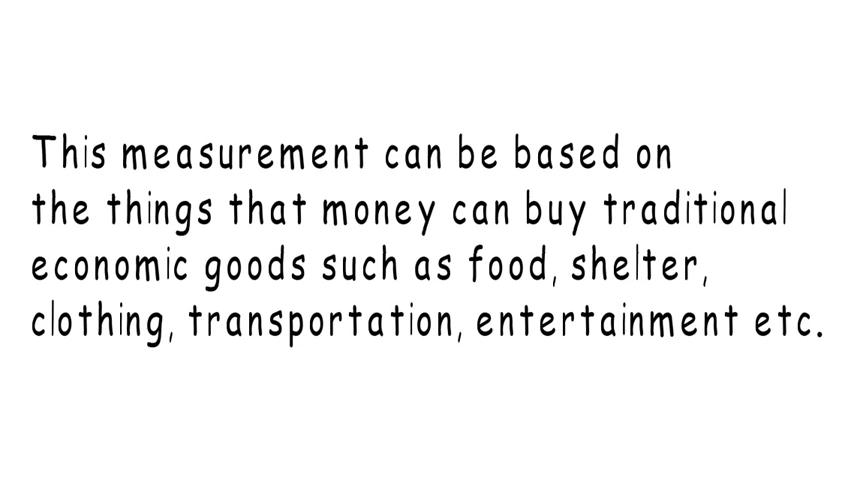 This measurement can be based on
the things that money can buy traditional
economic goods such as food, shelter,
clothing, transportation, entertainment etc.